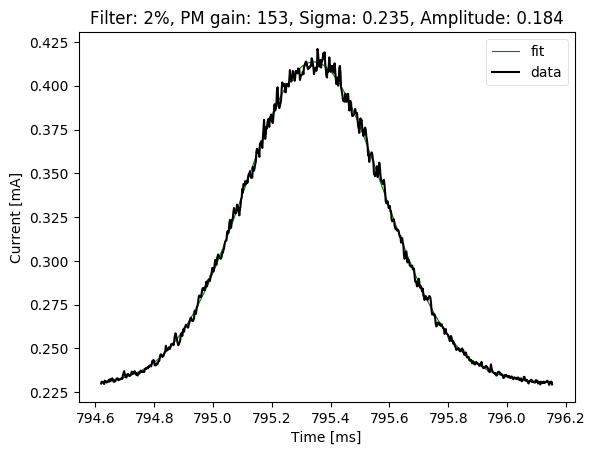 Filter: 2%, PM gain: 153, Sigma: 0.235, Amplitude: 0.184
fit
data
0.425
0.400
0.375
0.350
0.325
0.300
0.275
0.250
0.225
Current [mA]
794.6 794.8 795.0 795.2 795.4 795.6 795.8 796.0 796.2
Time [ms]